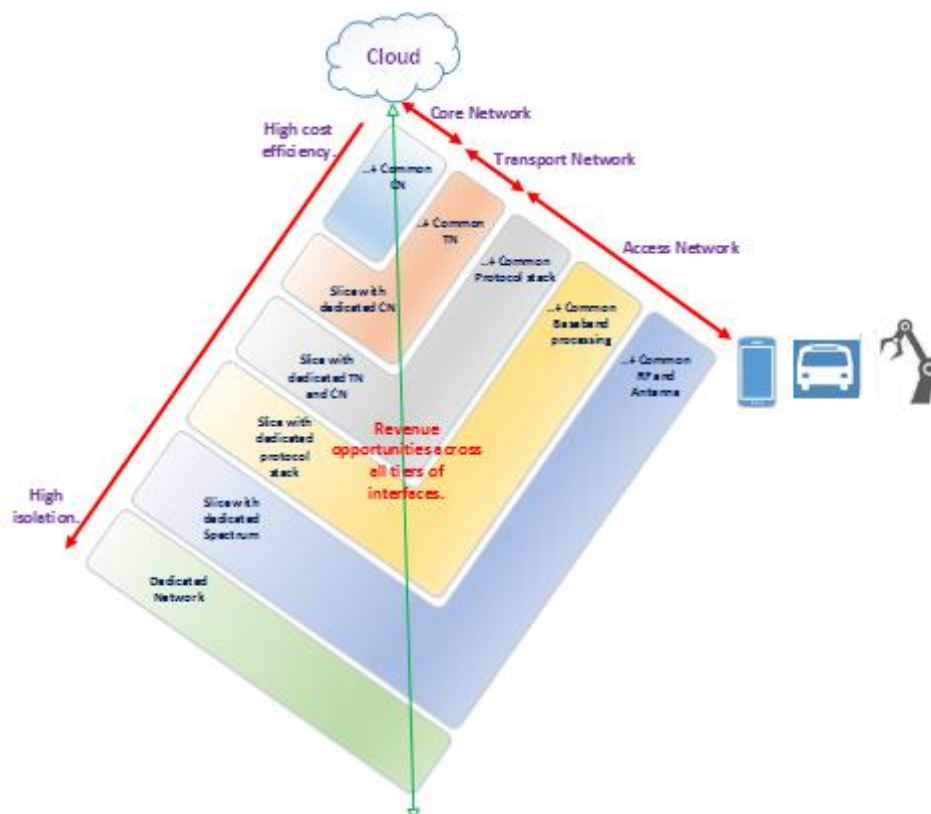 Cloud
Core Network
High cost
efficiency.
Transport Network
...+ Common
CN
...+ Common
TN
Access Network
...+ Common
Protocol stack
Slice with
dedicated CN
...+ Common
Baseband
processing
Slice with
dedicated TN
and CN
...+ Common
RF and
Antenna
Slice with
dedicated
protocol
stack
Revenue
opportunities across
all tiers of
interfaces.
High
isolation.
Slice with
dedicated
Spectrum
Dedicated
Network